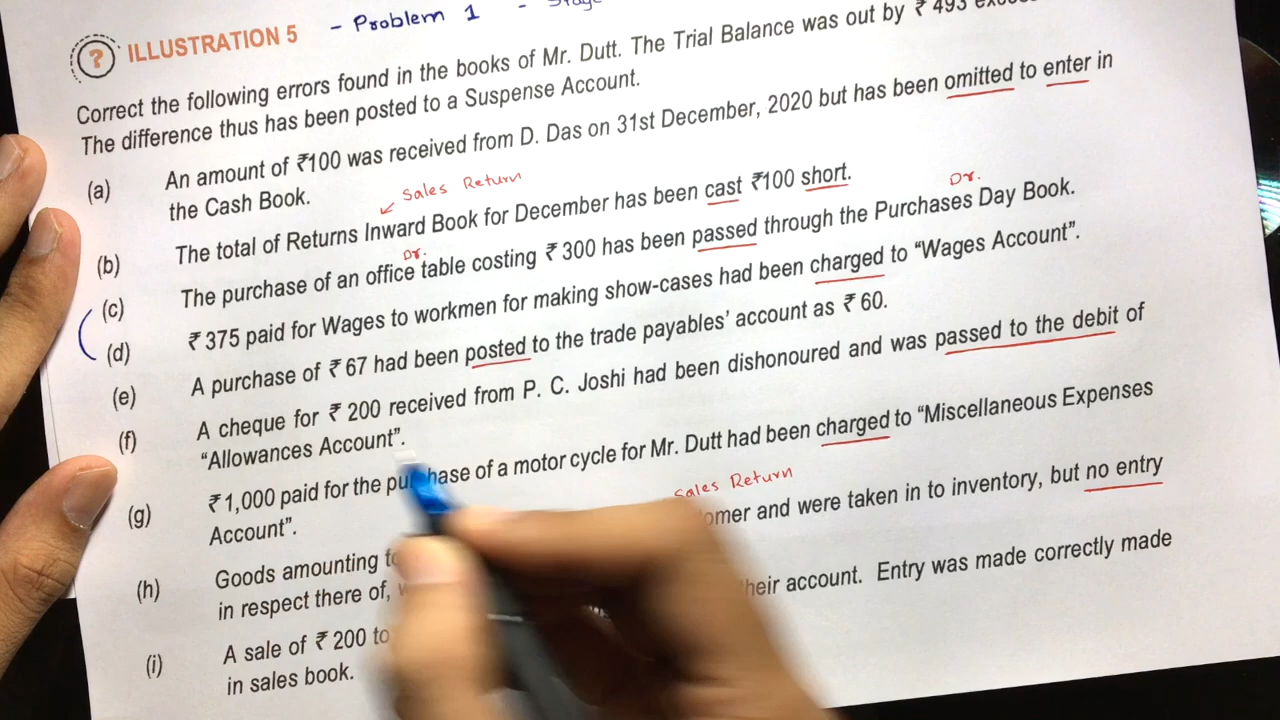 - Problem 1 - Stage
? ILLUSTRATION 5
Correct the following errors found in the books of Mr. Dutt. The Trial Balance was out by ₹ 493
The difference thus has been posted to a Suspense Account.
(a) An amount of ₹100 was received from D. Das on 31st December, 2020 but has been omitted to enter in
the Cash Book.
Sales Return
(b) The total of Returns Inward Book for December has been cast ₹100 short.
Dr. Dr.
(c) The purchase of an office table costing ₹ 300 has been passed through the Purchases Day Book.
(d) ₹ 375 paid for Wages to workmen for making show-cases had been charged to “Wages Account”.
(e) A purchase of ₹ 67 had been posted to the trade payables’ account as ₹ 60.
(f) A cheque for ₹ 200 received from P. C. Joshi had been dishonoured and was passed to the debit of
“Allowances Account”.
(g) ₹ 1,000 paid for the purchase of a motor cycle for Mr. Dutt had been charged to “Miscellaneous Expenses
Account”.
Sales Return
(h) Goods amounting and were taken in to inventory, but no entry
in respect there of,
(i) A sale of ₹ 200 to their account. Entry was made correctly made
in sales book.